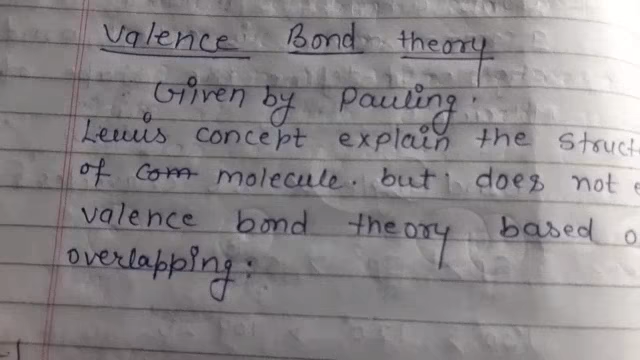 Valence Bond theory
Given by Pauling.
Lewis concept explain the struct
of com molecule. but does not e
valence bond theory based o
overlapping: